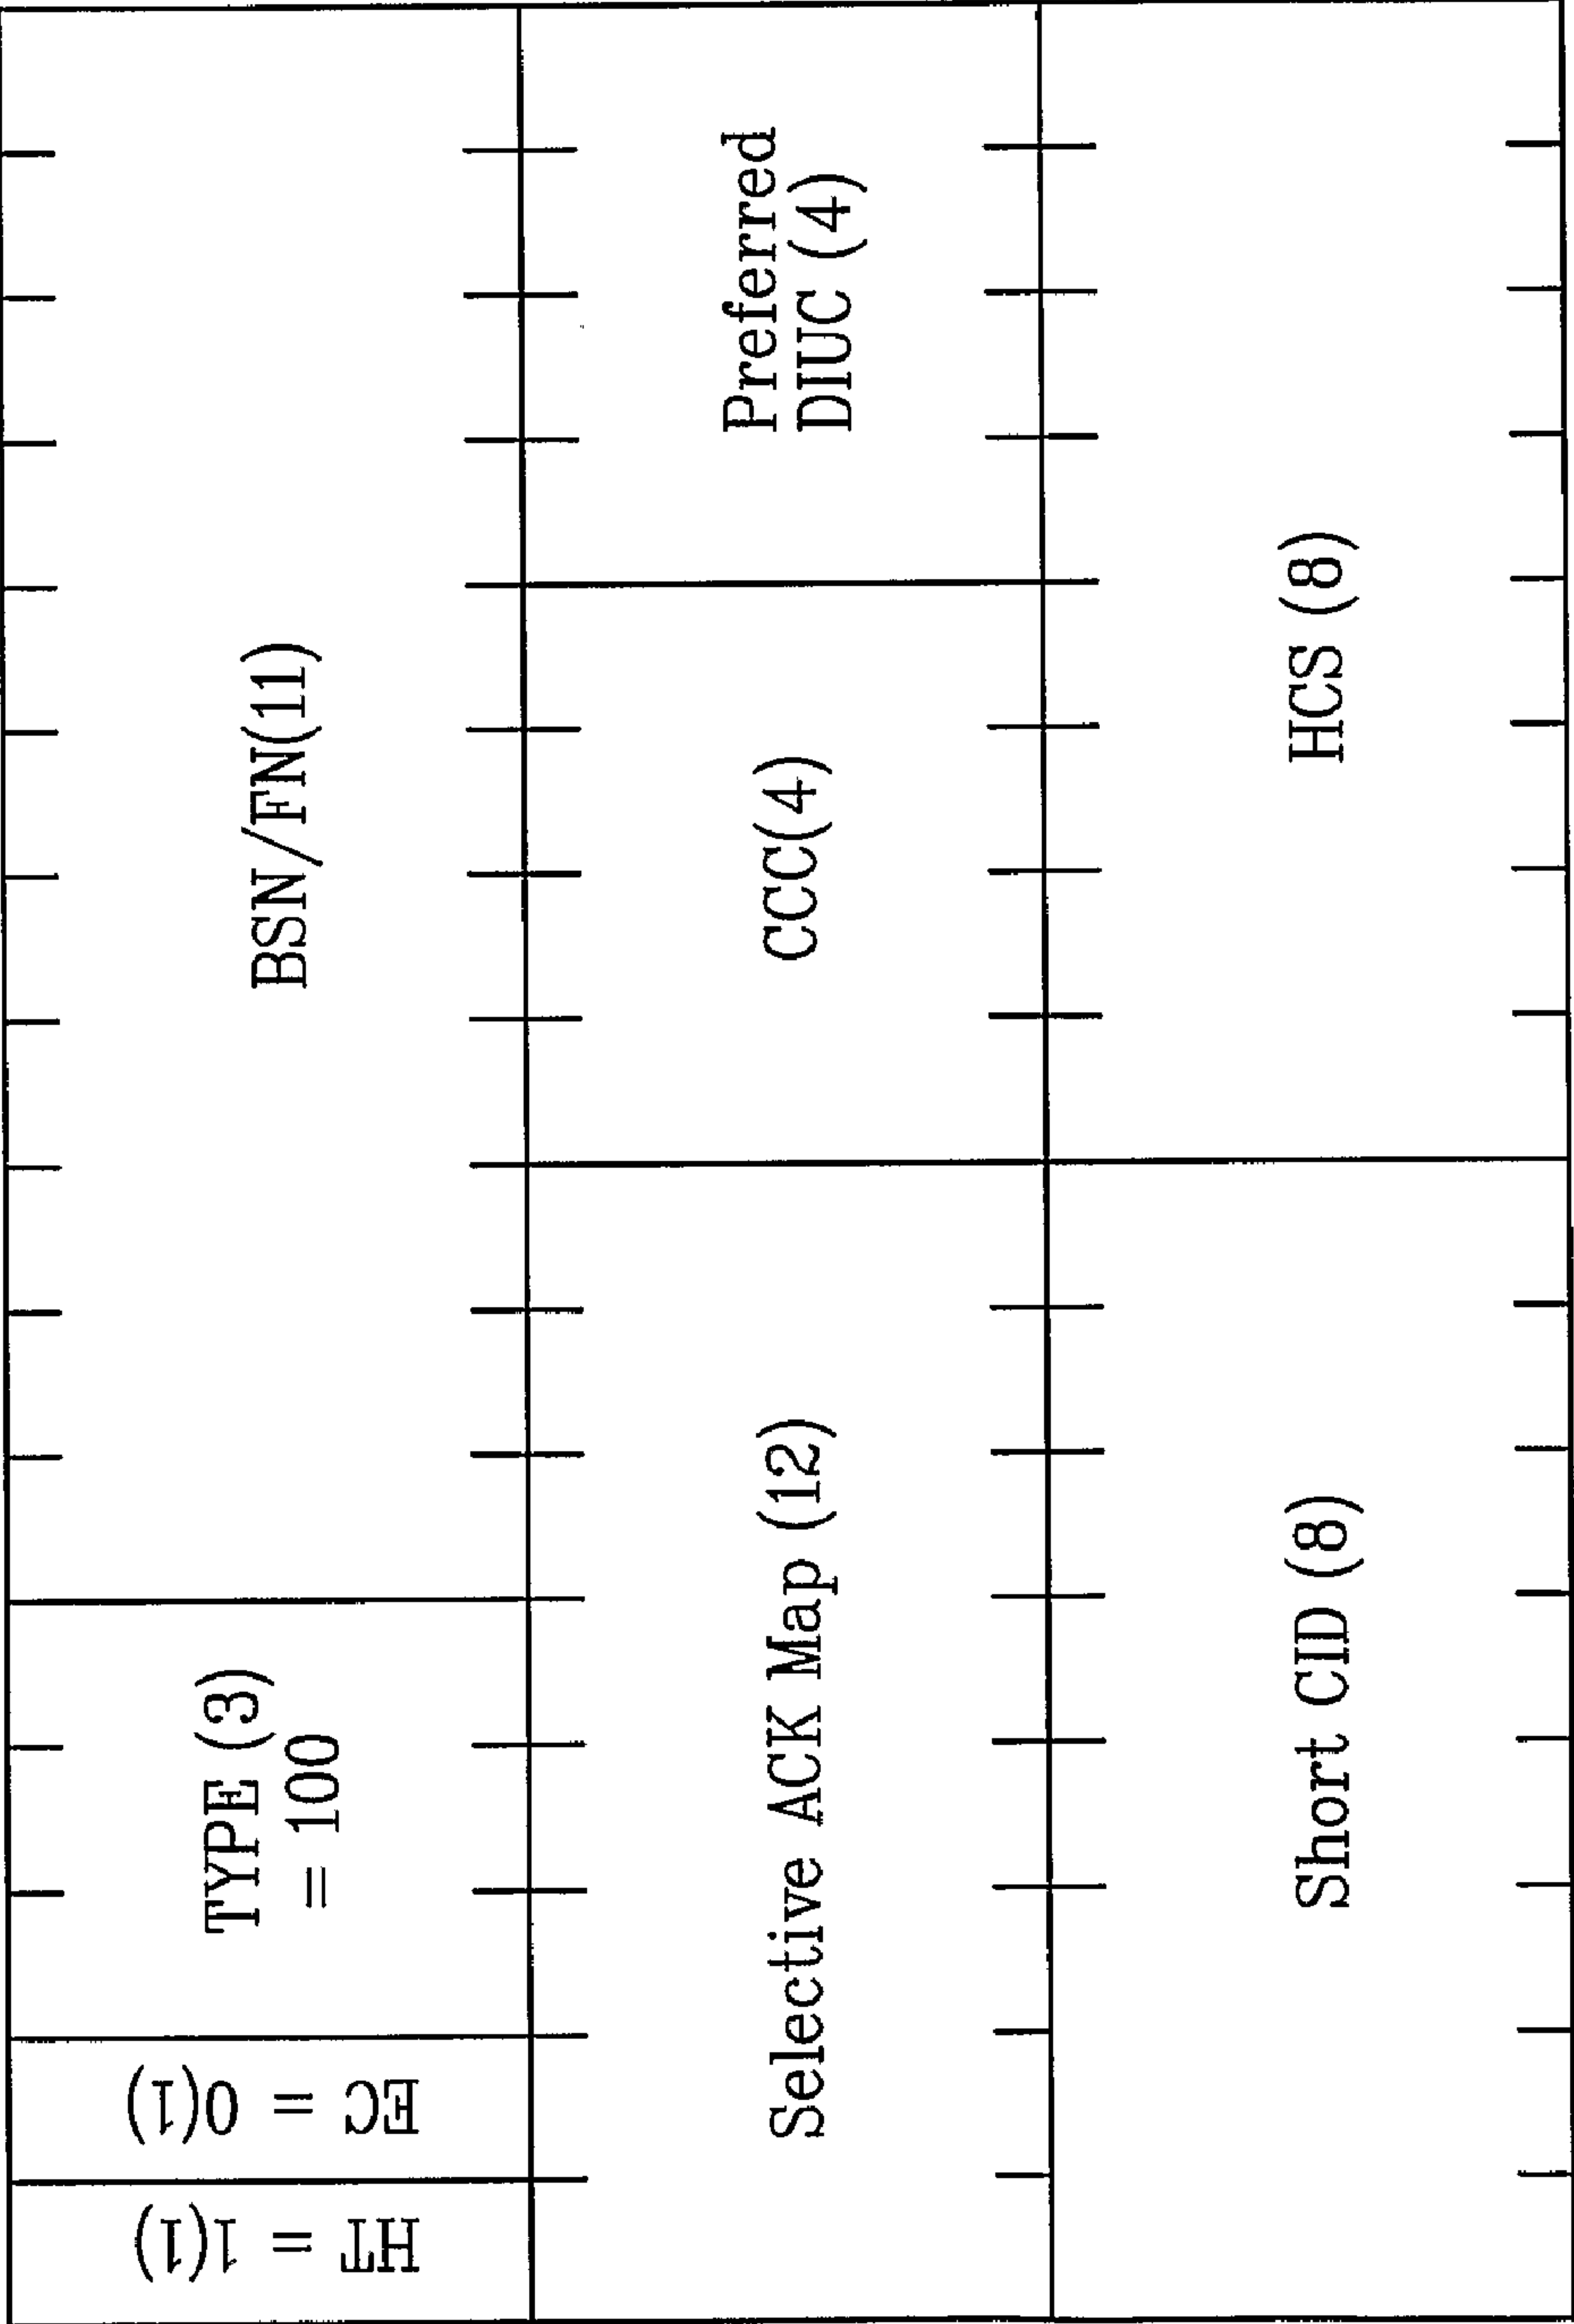 HT = 1(1)
EC = 0(1)
TYPE (3)
= 100
BSN/FN(11)
Selective ACK Map (12)
CCC(4)
Preferred
DIUC (4)
Short CID (8)
HCS (8)